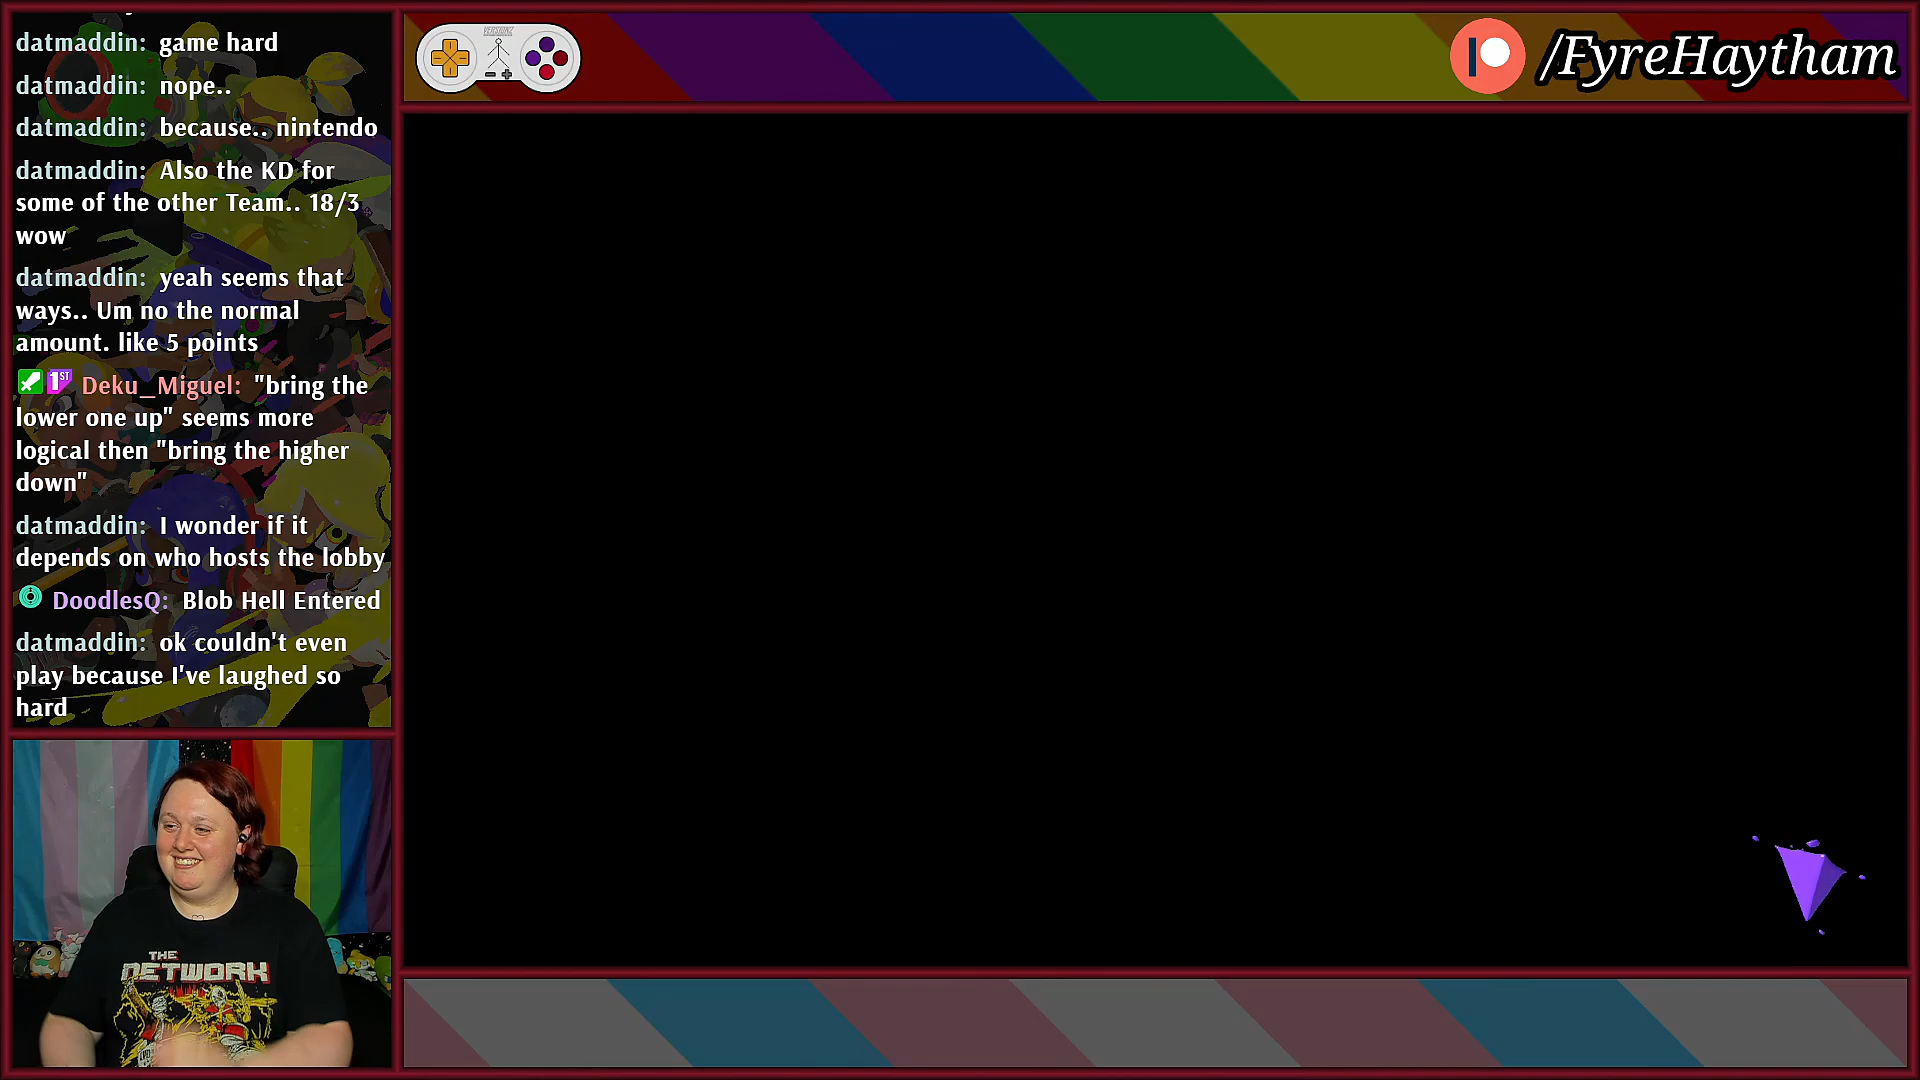 datmaddin: game hard
datmaddin: nope..
datmaddin: because.. nintendo
datmaddin: Also the KD for
some of the other Team.. 18/3
wow
datmaddin: yeah seems that
ways.. Um no the normal
amount. like 5 points
1ST Deku_Miguel: "bring the
lower one up" seems more
logical then "bring the higher
down"
datmaddin: I wonder if it
depends on who hosts the lobby
DoodlesQ: Blob Hell Entered
datmaddin: ok couldn't even
play because I've laughed so
hard
VERSIONZ
/FyreHaytham
THE
NETWORK